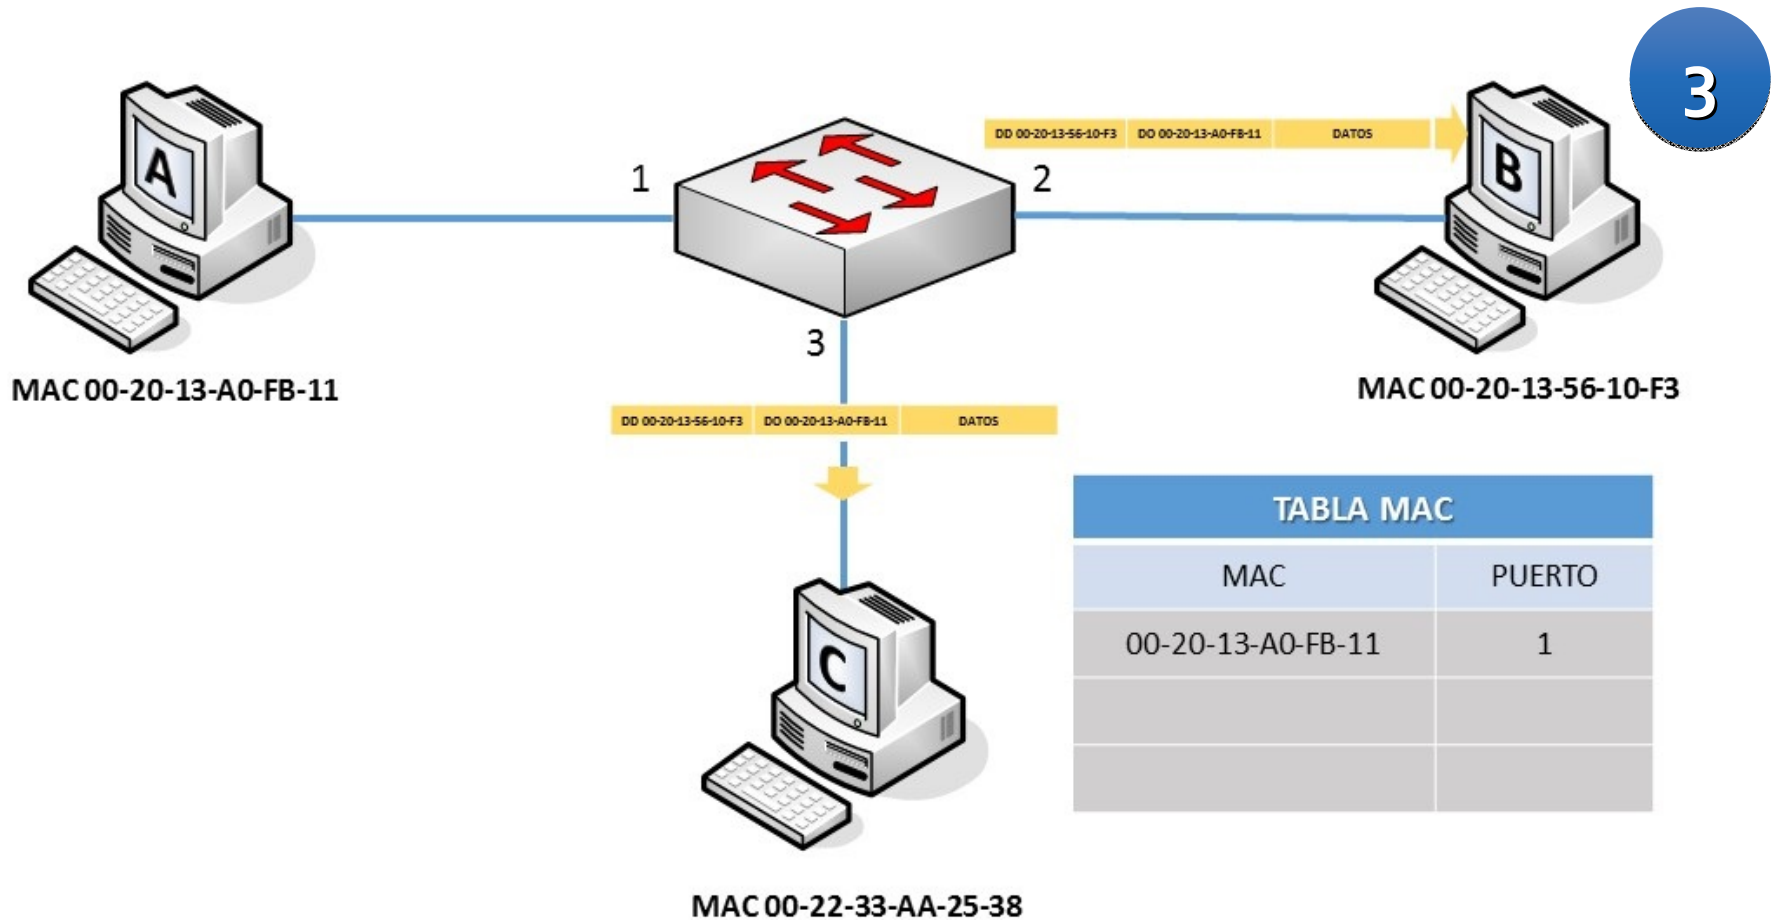 3
A
B
DD 00-20-13-56-10-F3 DO 00-20-13-A0-FB-11 DATOS
1
2
3
MAC 00-20-13-A0-FB-11
MAC 00-20-13-56-10-F3
DD 00-20-13-56-10-F3 DO 00-20-13-A0-FB-11 DATOS
TABLA MAC
MAC PUERTO
00-20-13-A0-FB-11 1
C
MAC 00-22-33-AA-25-38